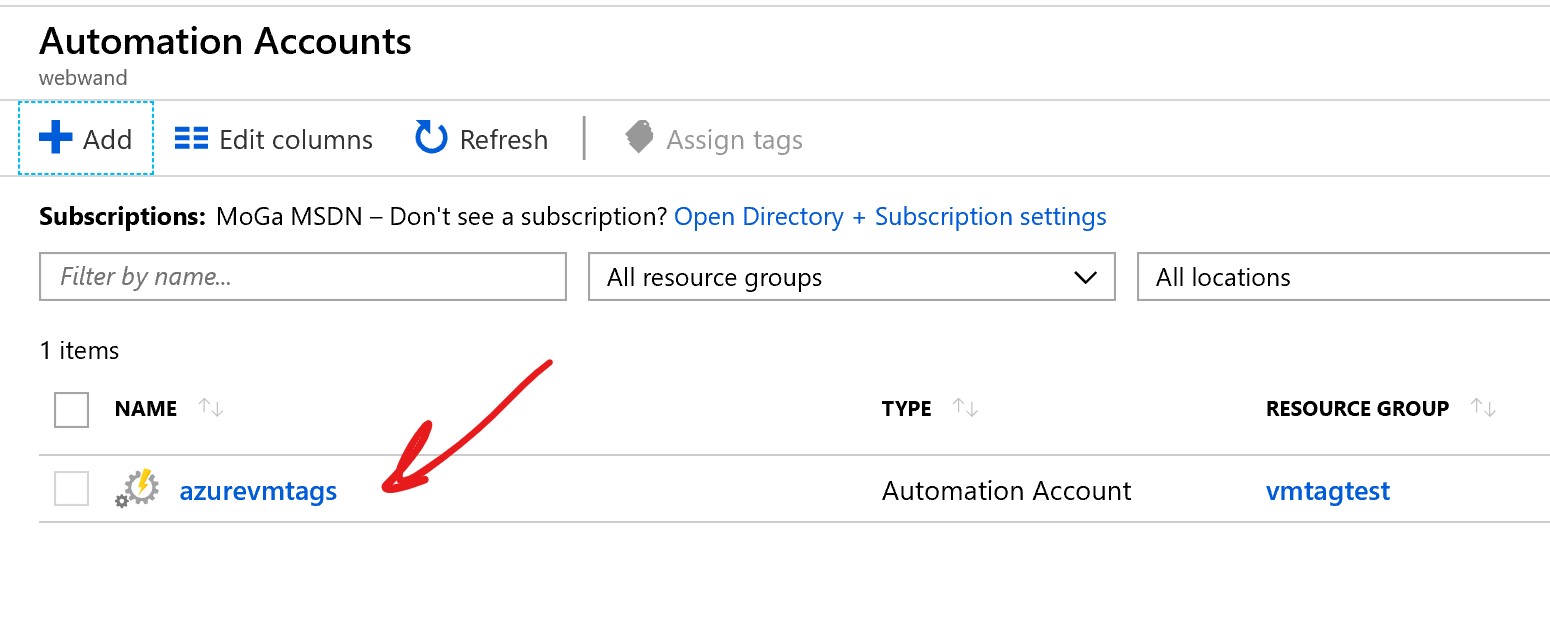 Automation Accounts
webwand
Add Edit columns Refresh Assign tags
Subscriptions: MoGa MSDN – Don't see a subscription? Open Directory + Subscription settings
Filter by name... All resource groups All locations
1 items
NAME TYPE RESOURCE GROUP
azurevmtags Automation Account vmtagtest